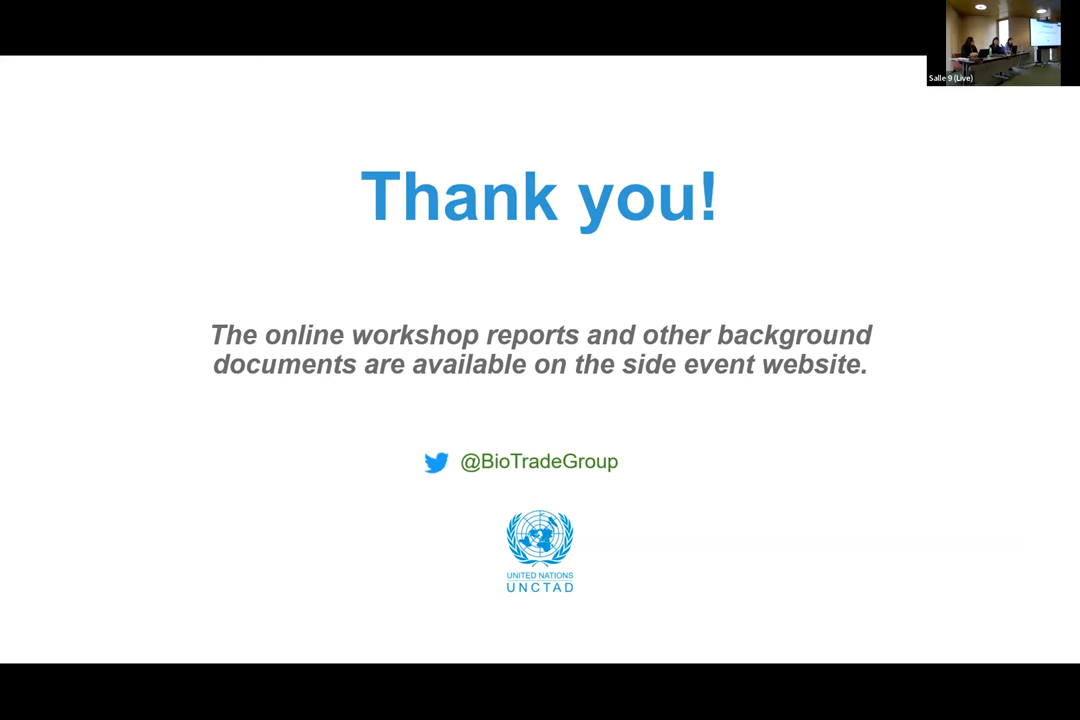 Salle 9 (Live)
Thank you!
The online workshop reports and other background
documents are available on the side event website.
@BioTradeGroup
UNITED NATIONS
UNCTAD